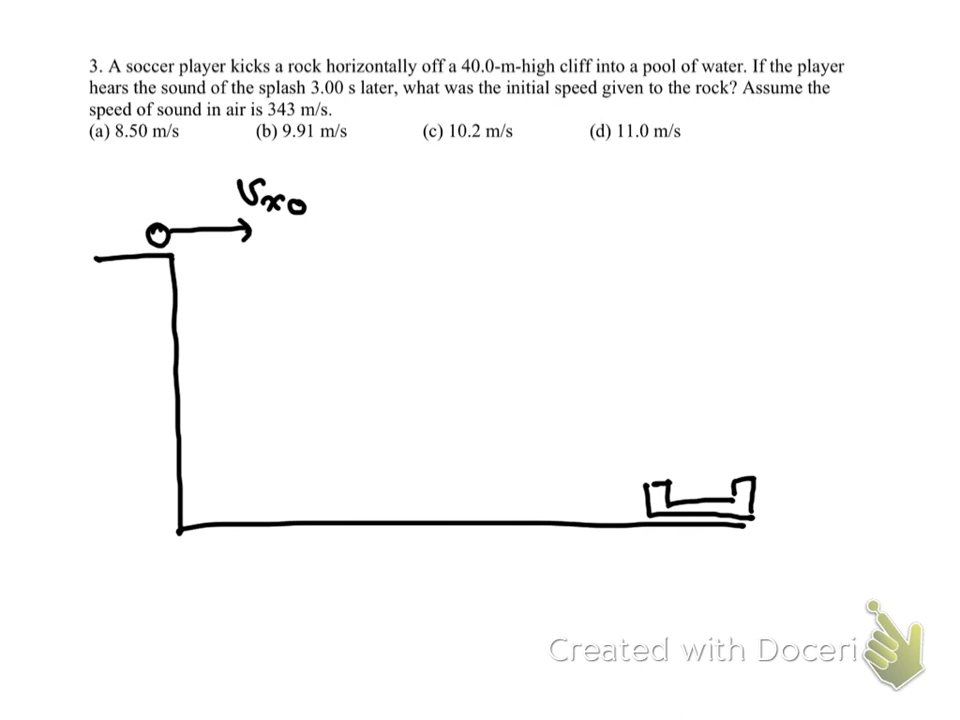 3. A soccer player kicks a rock horizontally off a 40.0-m-high cliff into a pool of water. If the player
hears the sound of the splash 3.00 s later, what was the initial speed given to the rock? Assume the
speed of sound in air is 343 m/s.
(a) 8.50 m/s (b) 9.91 m/s (c) 10.2 m/s (d) 11.0 m/s
vx0
Created with Doceri